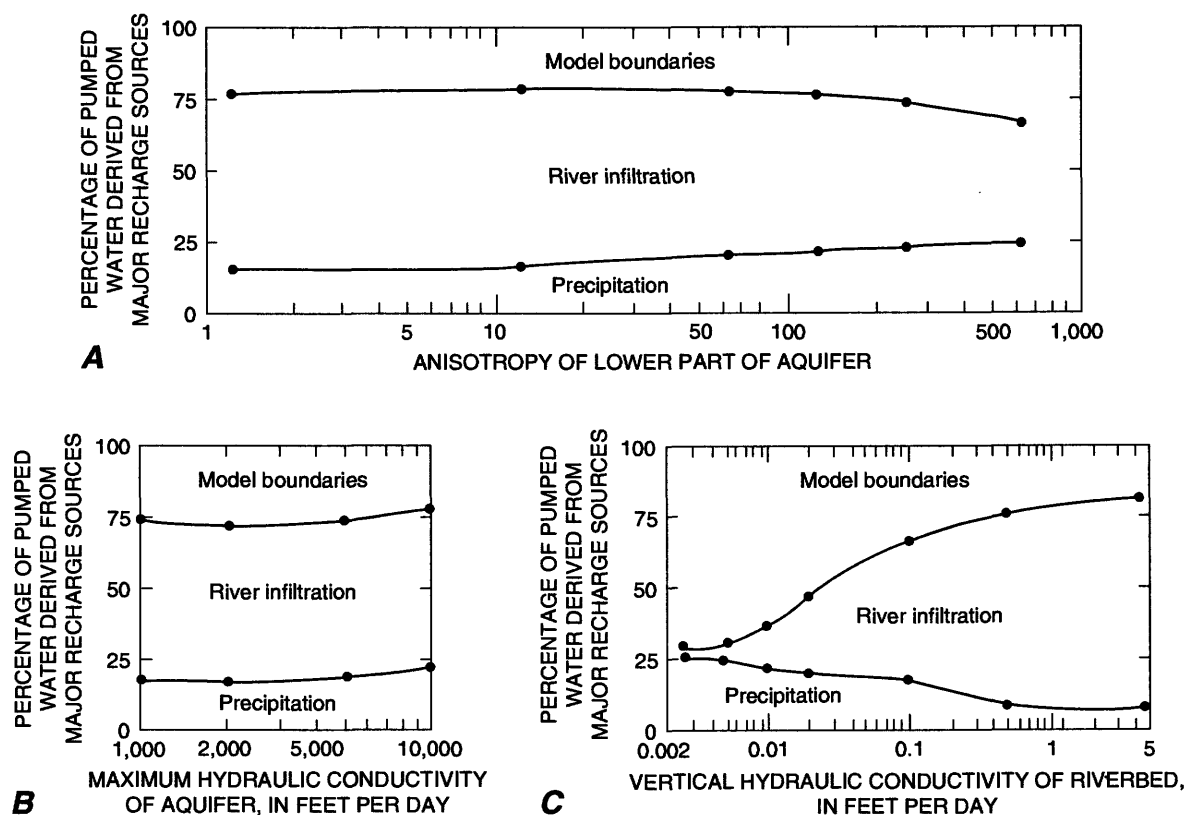 PERCENTAGE OF PUMPED
WATER DERIVED FROM
MAJOR RECHARGE SOURCES
100
75
50
25
0
Model boundaries
River infiltration
Precipitation
1
5
10
50
100
500
1,000
A
ANISOTROPY OF LOWER PART OF AQUIFER
PERCENTAGE OF PUMPED
WATER DERIVED FROM
MAJOR RECHARGE SOURCES
100
75
50
25
0
Model boundaries
River infiltration
Precipitation
1,000
2,000
5,000
10,000
B
MAXIMUM HYDRAULIC CONDUCTIVITY
OF AQUIFER, IN FEET PER DAY
PERCENTAGE OF PUMPED
WATER DERIVED FROM
MAJOR RECHARGE SOURCES
100
75
50
25
0
Model boundaries
River infiltration
Precipitation
0.002
0.01
0.1
1
5
C
VERTICAL HYDRAULIC CONDUCTIVITY OF RIVERBED,
IN FEET PER DAY